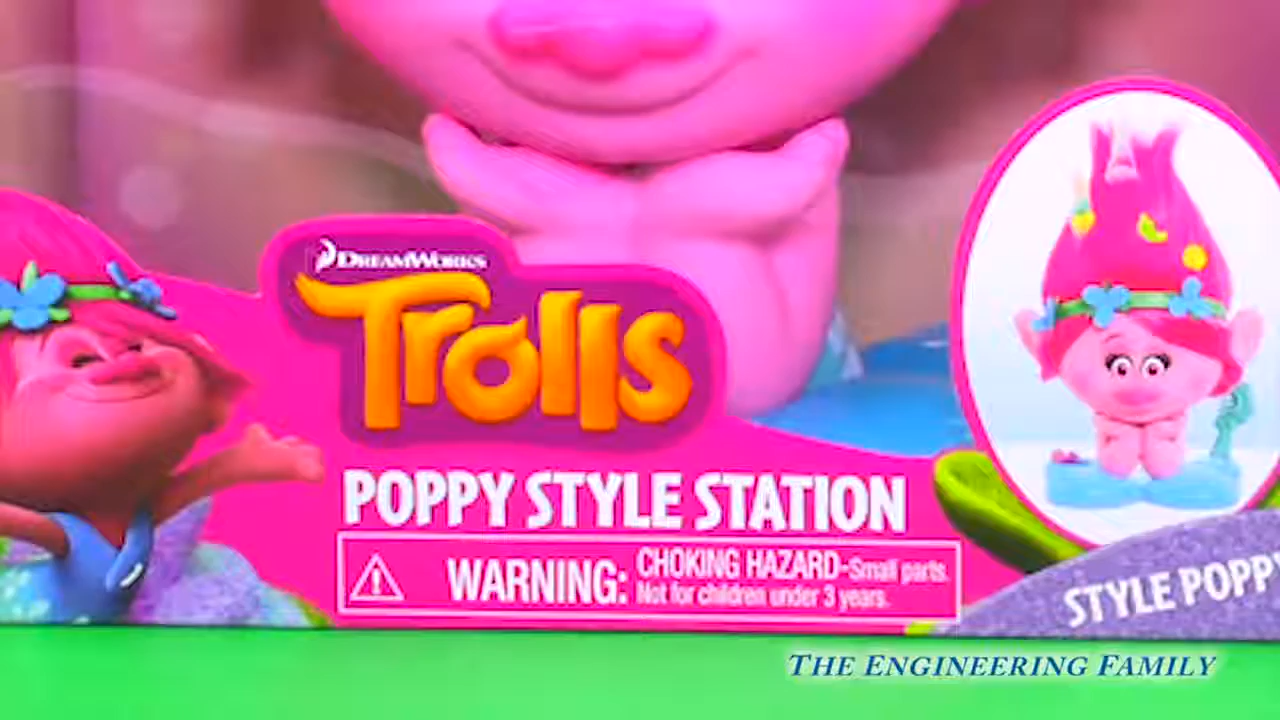 DREAMWORKS
Trolls
POPPY STYLE STATION
WARNING: CHOKING HAZARD-Small parts.
Not for children under 3 years.
STYLE POPPY
THE ENGINEERING FAMILY